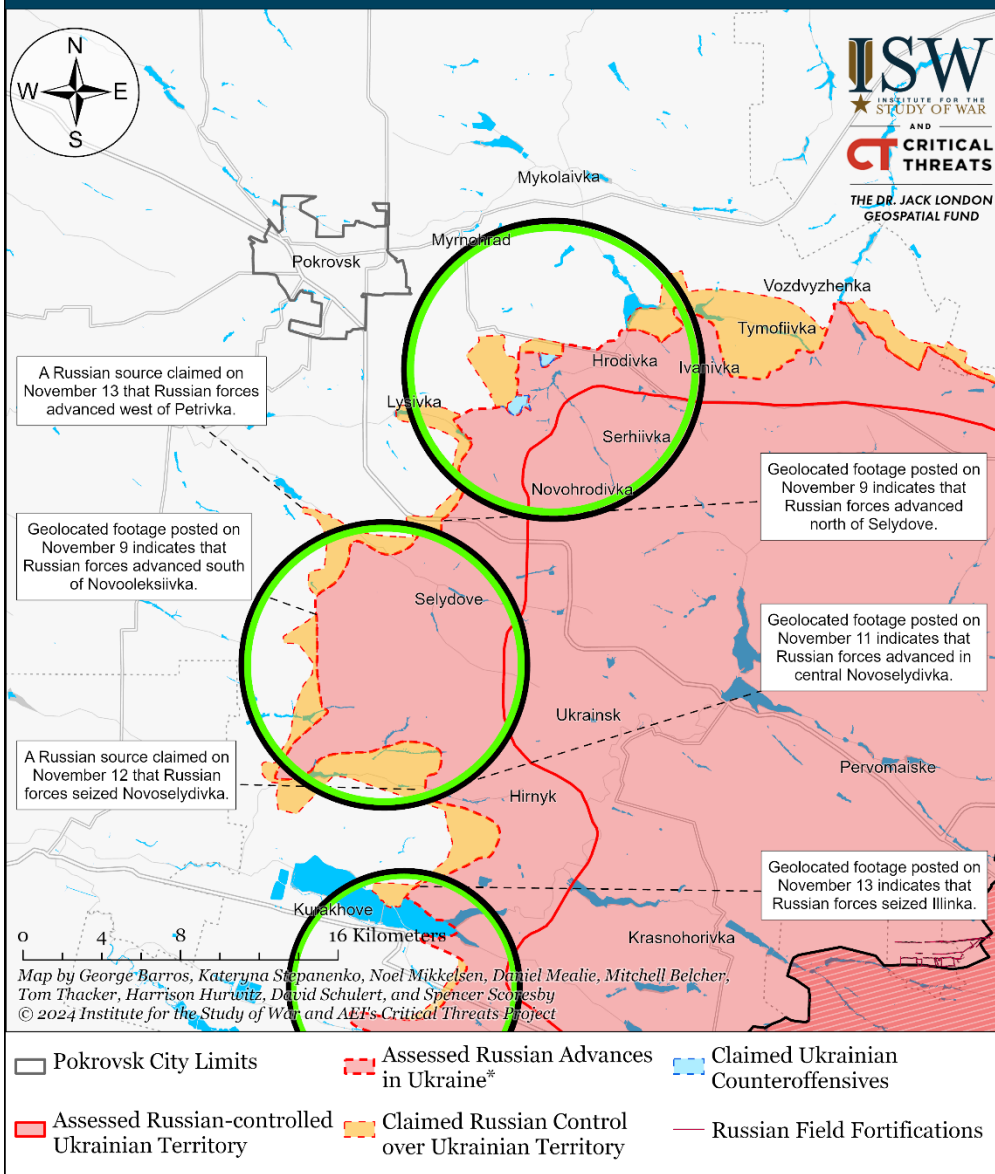 N
W E
S
ISW
INSTITUTE FOR THE
STUDY OF WAR
AND
CT CRITICAL
THREATS
THE DR. JACK LONDON
GEOSPATIAL FUND
Mykolaivka
Myrnohrad
Pokrovsk
Vozdvyzhenka
Tymofiivka
Hrodivka
Ivanivka
A Russian source claimed on
November 13 that Russian forces
advanced west of Petrivka.
Lysivka
Serhiivka
Novohrodivka
Geolocated footage posted on
November 9 indicates that
Russian forces advanced
north of Selydove.
Geolocated footage posted on
November 9 indicates that
Russian forces advanced south
of Novooleksiivka.
Selydove
Geolocated footage posted on
November 11 indicates that
Russian forces advanced in
central Novoselydivka.
Ukrainsk
A Russian source claimed on
November 12 that Russian
forces seized Novoselydivka.
Pervomaiske
Hirnyk
Geolocated footage posted on
November 13 indicates that
Russian forces seized Illinka.
Kurakhove
Krasnohorivka
0 4 8 16 Kilometers
Map by George Barros, Kateryna Stepanenko, Noel Mikkelsen, Daniel Mealie, Mitchell Belcher,
Tom Thacker, Harrison Hurwitz, David Schulert, and Spencer Scoresby
© 2024 Institute for the Study of War and AEI's Critical Threats Project
Pokrovsk City Limits
Assessed Russian Advances
in Ukraine*
Claimed Ukrainian
Counteroffensives
Assessed Russian-controlled
Ukrainian Territory
Claimed Russian Control
over Ukrainian Territory
Russian Field Fortifications